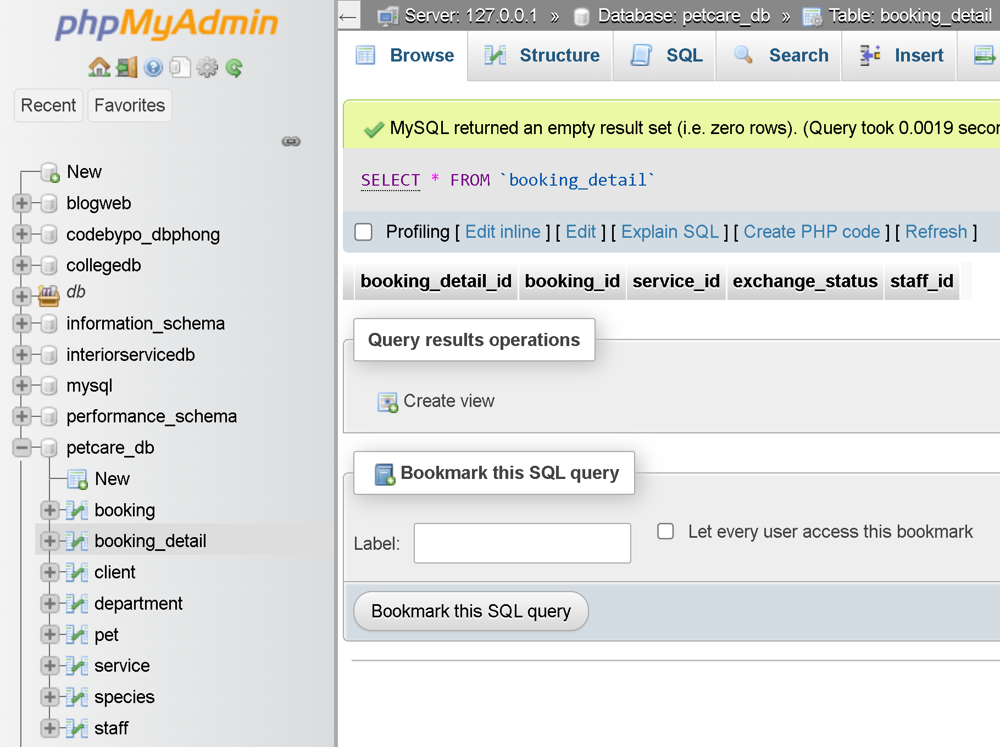 phpMyAdmin
Recent
Favorites
New
blogweb
codebypo_dbphong
collegedb
db
information_schema
interiorservicedb
mysql
performance_schema
petcare_db
New
booking
booking_detail
client
department
pet
service
species
staff
← Server: 127.0.0.1 » Database: petcare_db » Table: booking_detail
Browse Structure SQL Search Insert
MySQL returned an empty result set (i.e. zero rows). (Query took 0.0019
SELECT * FROM `booking_detail`
Profiling [ Edit inline ] [ Edit ] [ Explain SQL ] [ Create PHP code ] [ Refresh ]
booking_detail_id booking_id service_id exchange_status staff_id
Query results operations
Create view
Bookmark this SQL query
Label:
Let every user access this bookmark
Bookmark this SQL query